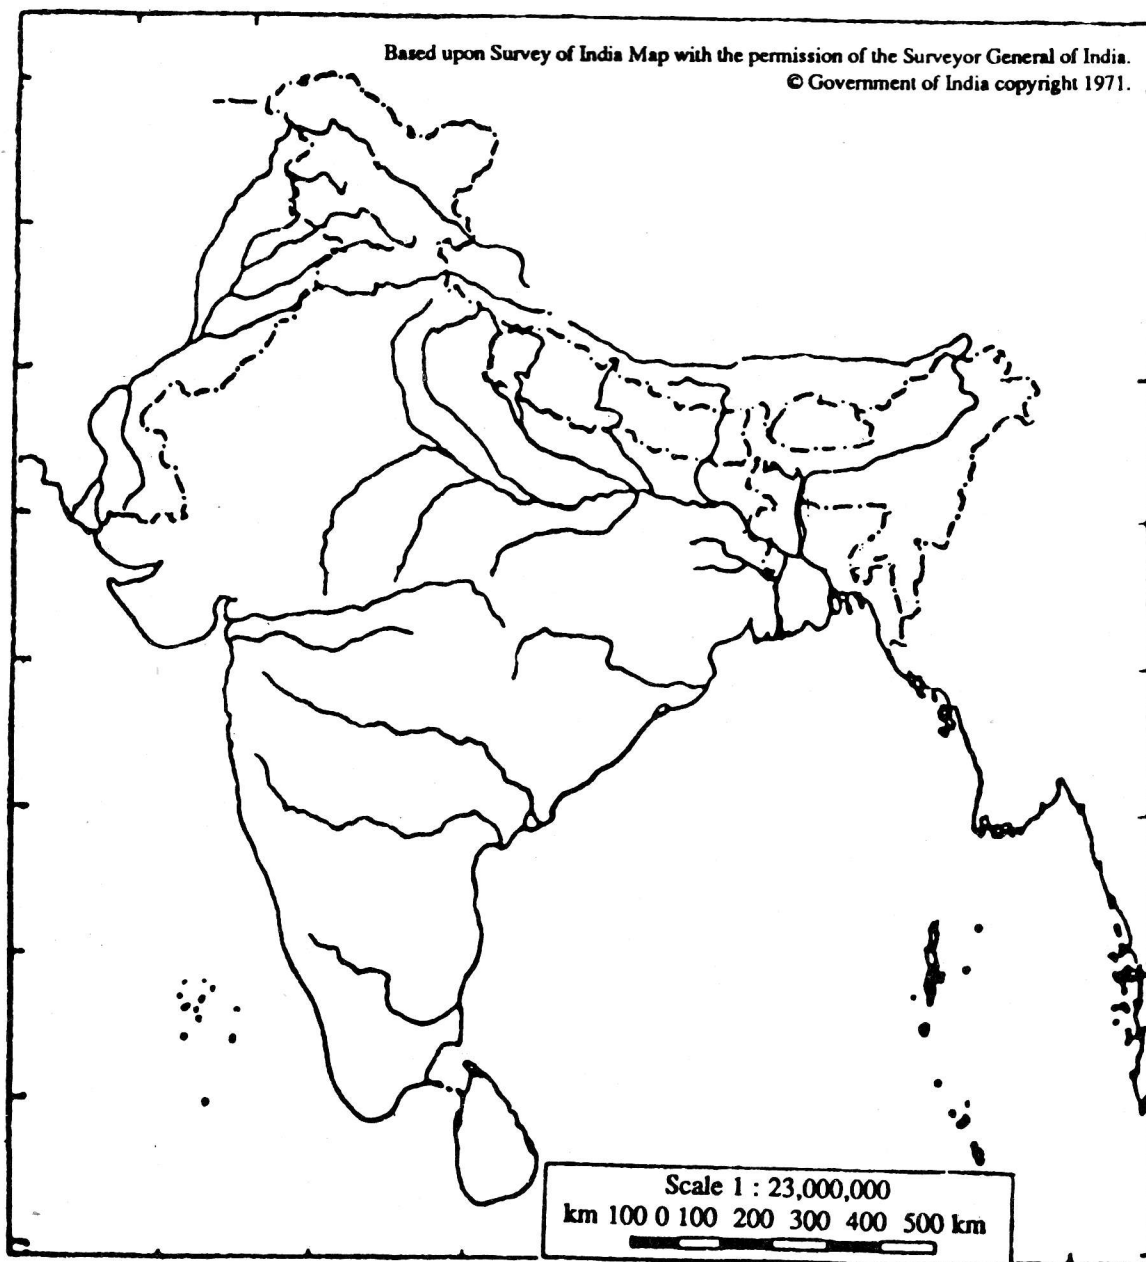 Based upon Survey of India Map with the permission of the Surveyor General of India.
© Government of India copyright 1971.
Scale 1 : 23,000,000
km 100 0 100 200 300 400 500 km